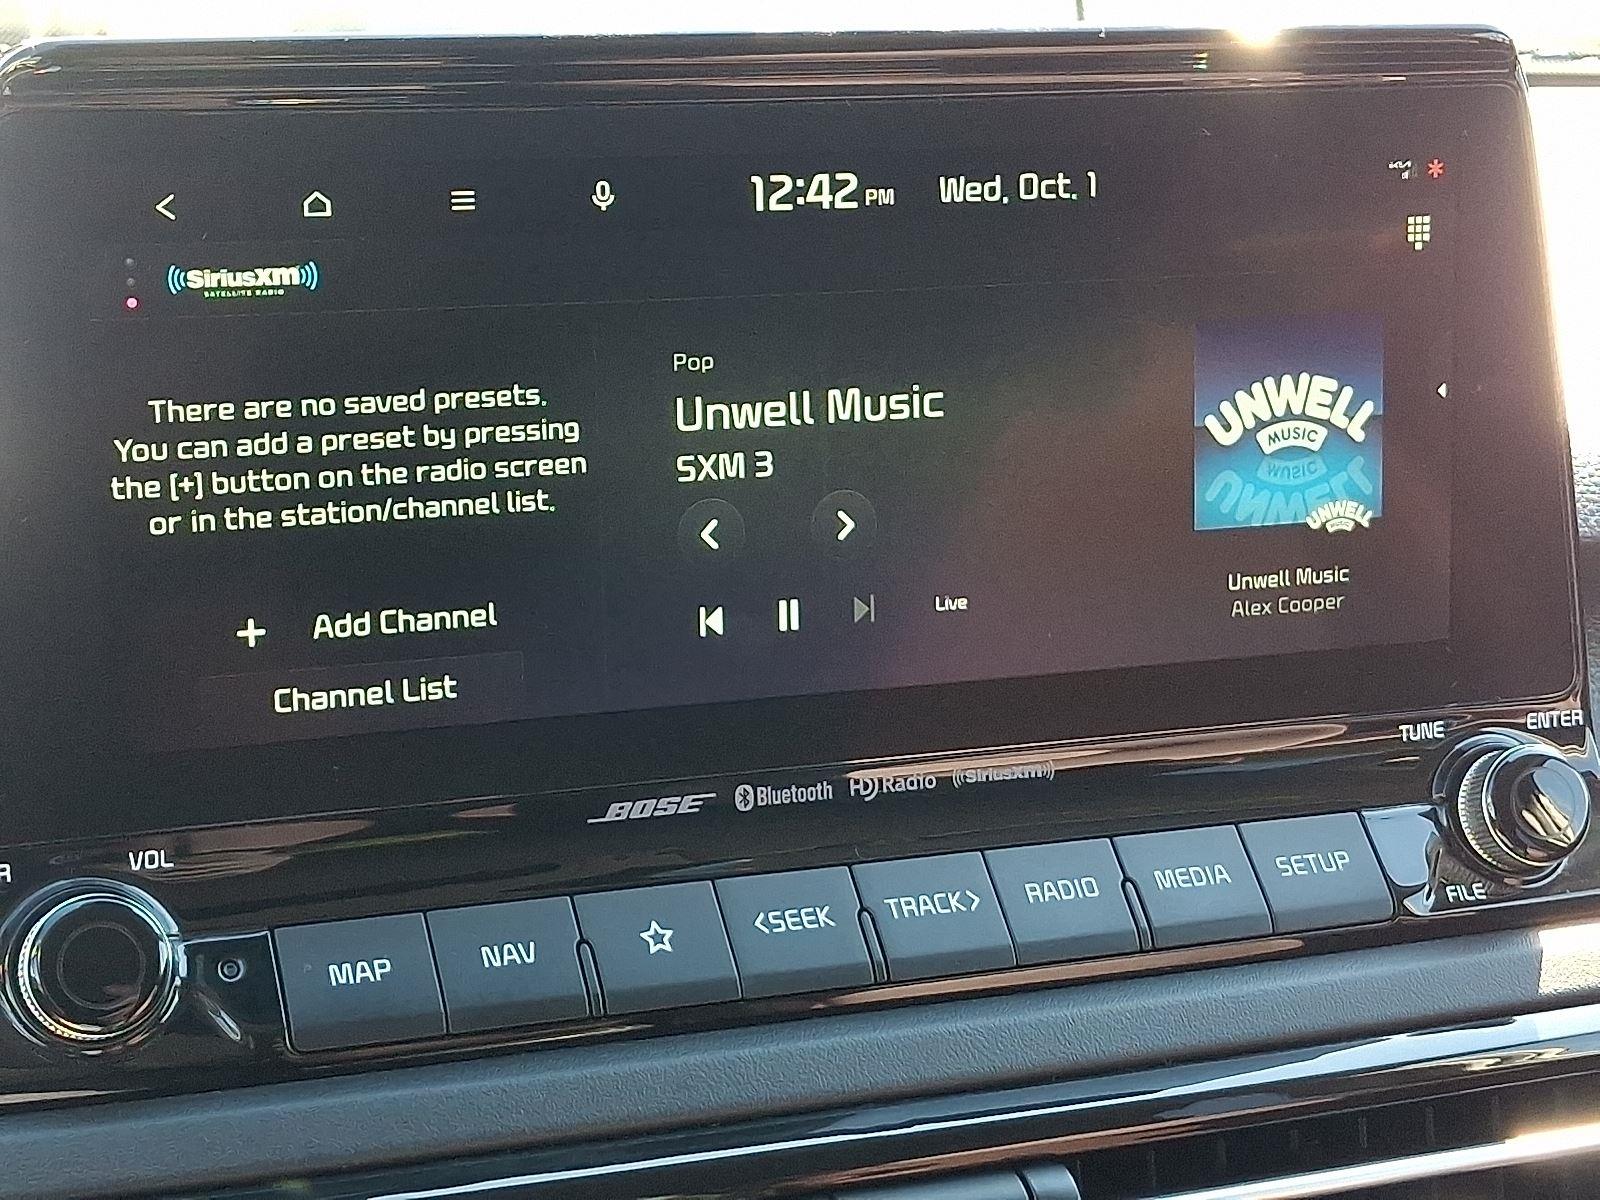 12:42 PM Wed, Oct. 1
SiriusXM
SATELLITE RADIO
There are no saved presets.
You can add a preset by pressing
the [+] button on the radio screen
or in the station/channel list.
+ Add Channel
Channel List
Pop
Unwell Music
SXM 3
Live
UNWELL
MUSIC
MUSIC
UNWELL
UNWELL
MUSIC
Unwell Music
Alex Cooper
BOSE Bluetooth HD Radio SiriusXM
R VOL
MAP
NAV
<SEEK
TRACK>
RADIO
MEDIA
SETUP
TUNE
ENTER
FILE